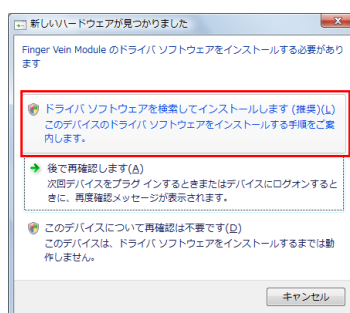 新しいハードウェアが見つかりました
Finger Vein Module のドライバ ソフトウェアをインストールする必要があり
ます
ドライバ ソフトウェアを検索してインストールします (推奨)(L)
このデバイスのドライバ ソフトウェアをインストールする手順をご案
内します。
後で再確認します(A)
次回デバイスをプラグ インするときまたはデバイスにログオンすると
きに、再度確認メッセージが表示されます。
このデバイスについて再確認は不要です(D)
このデバイスは、ドライバ ソフトウェアをインストールするまでは動
作しません。
キャンセル